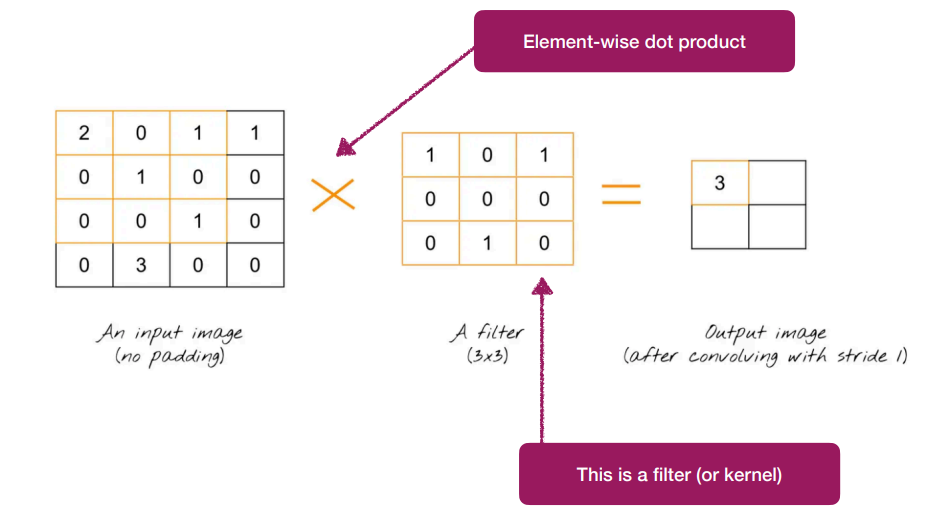 Element-wise dot product
2 0 1 1
0 1 0 0
0 0 1 0
0 3 0 0
1 0 1
0 0 0
0 1 0
3
An input image
(no padding)
A filter
(3x3)
Output image
(after convolving with stride 1)
This is a filter (or kernel)